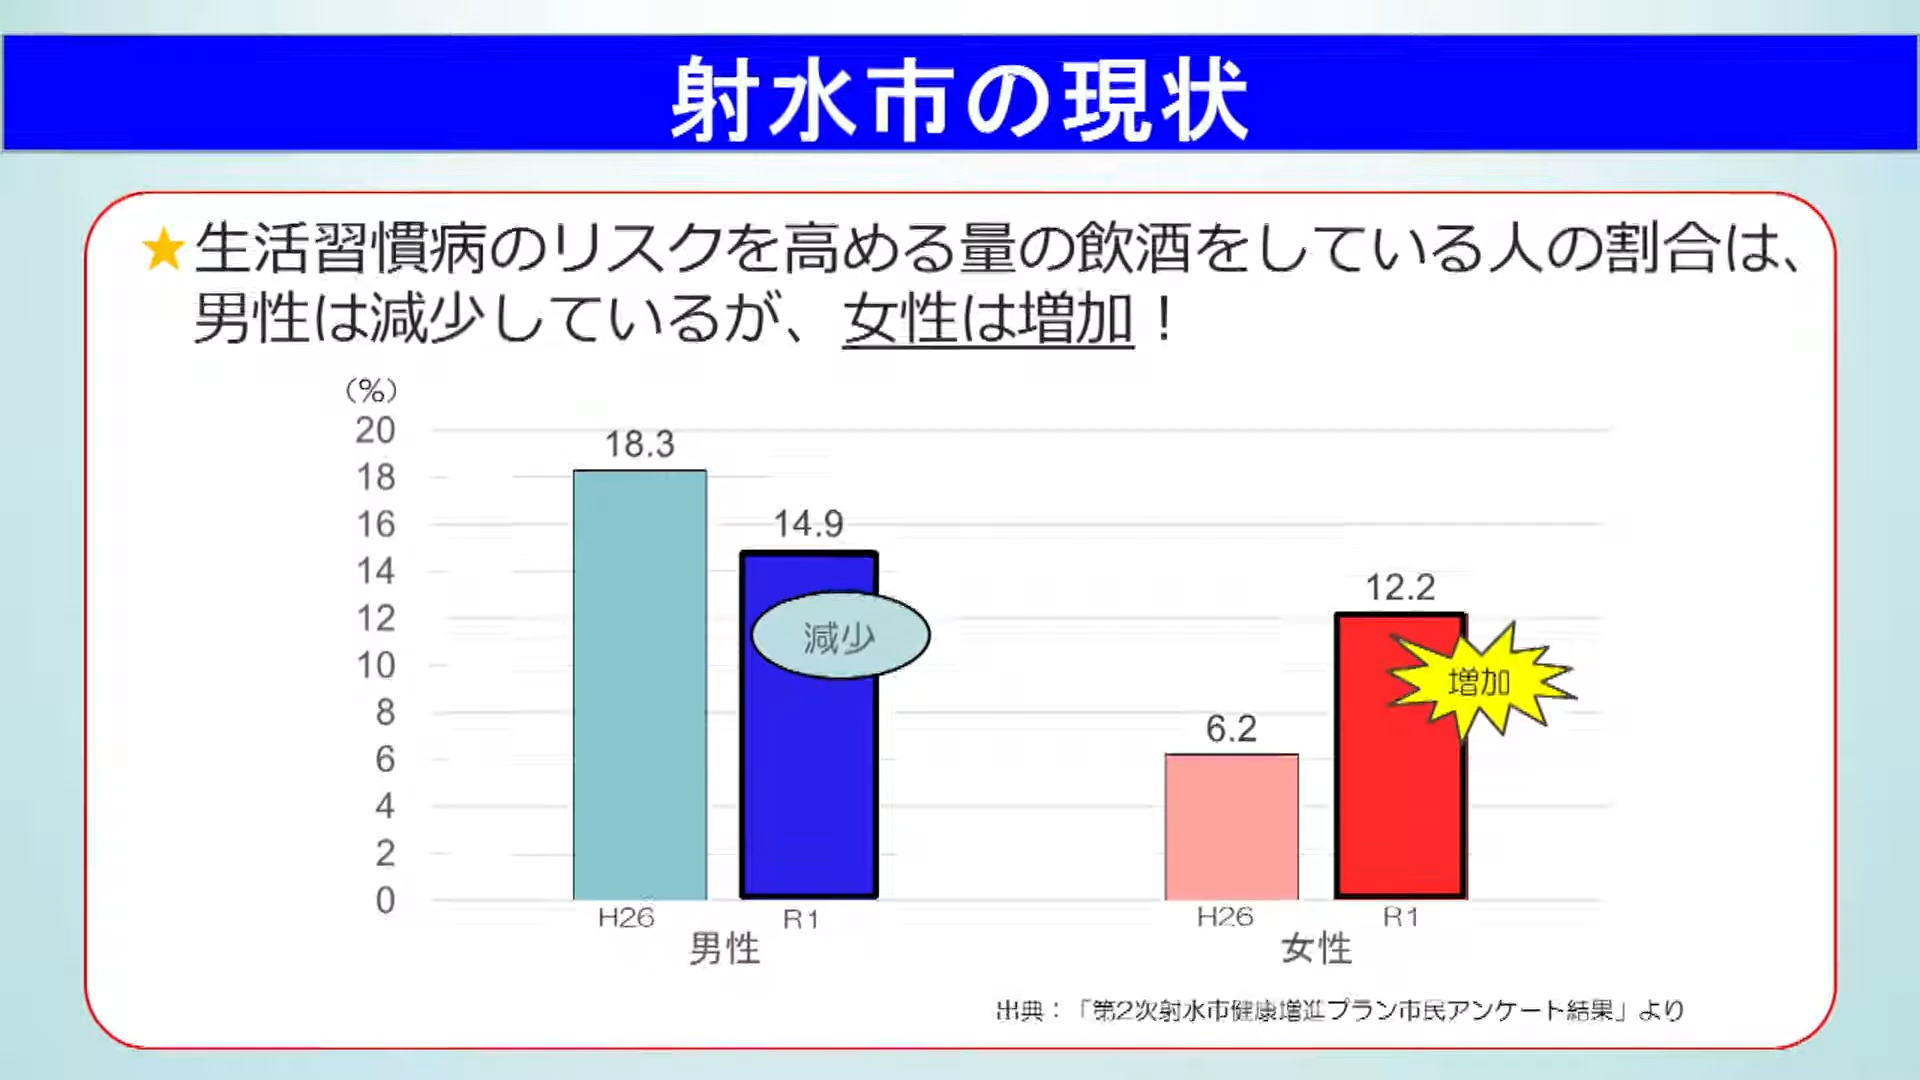 射水市の現状
★生活習慣病のリスクを高める量の飲酒をしている人の割合は、
男性は減少しているが、女性は増加！
（%）
20
18
16
14
12
10
8
6
4
2
0
18.3
14.9
減少
6.2
12.2
増加
H26
R1
H26
R1
男性
女性
出典：「第2次射水市健康増進プラン市民アンケート結果」より